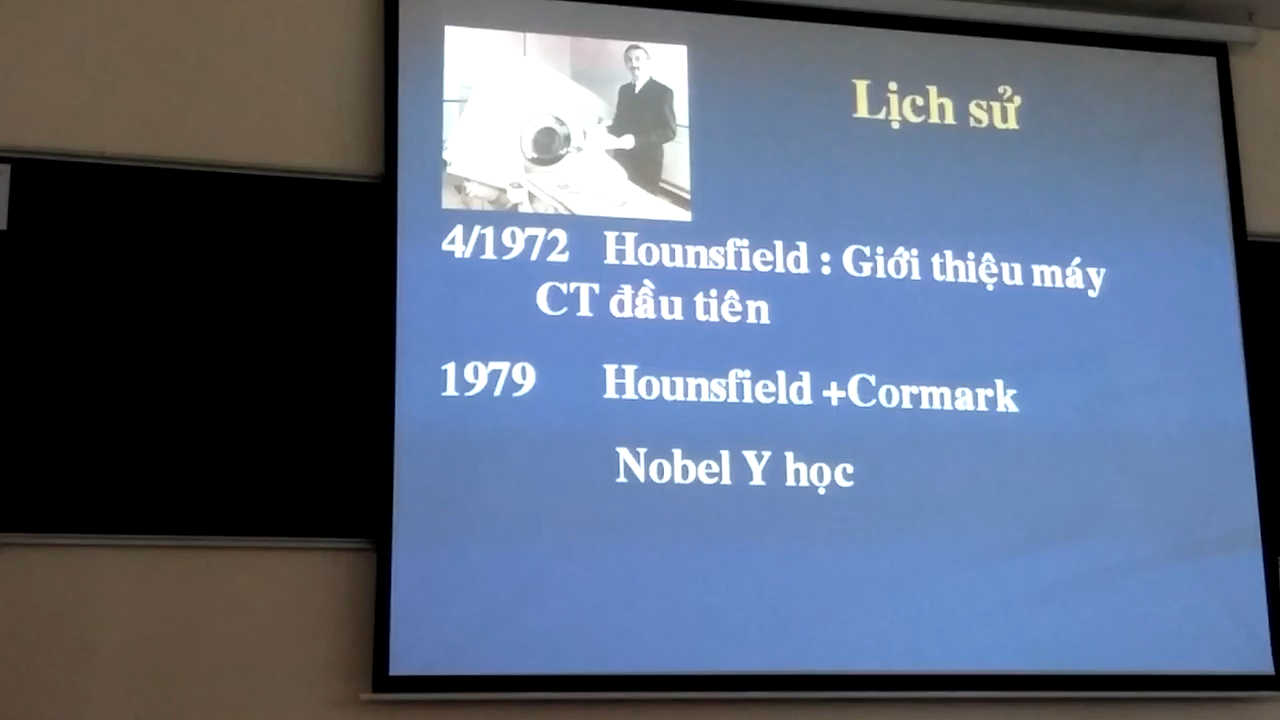 Lịch sử
4/1972 Hounsfield : Giới thiệu máy
CT đầu tiên
1979 Hounsfield +Cormark
Nobel Y học